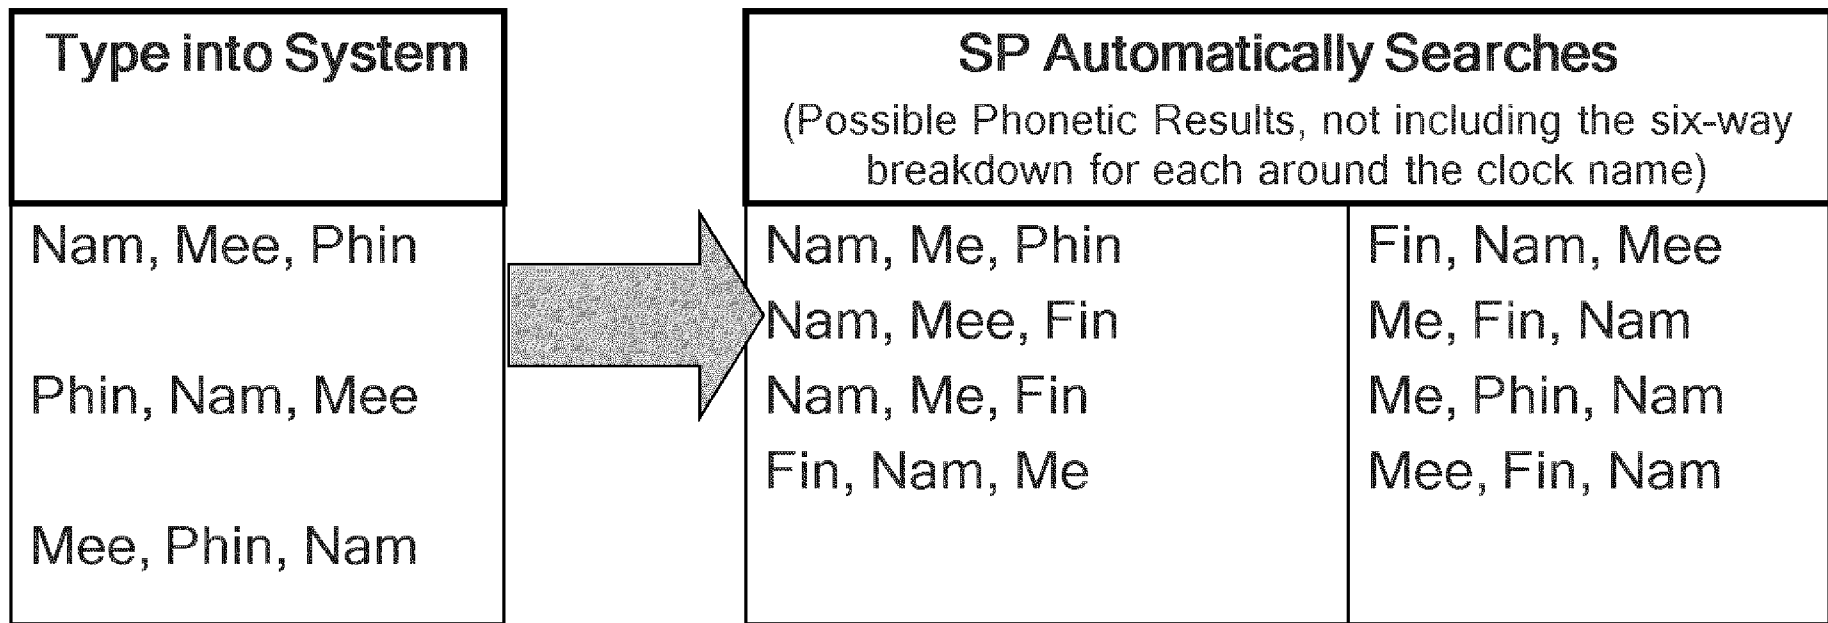 Type into System
SP Automatically Searches
(Possible Phonetic Results, not including the six-way
breakdown for each around the clock name)
Nam, Mee, Phin
Phin, Nam, Mee
Mee, Phin, Nam
Nam, Me, Phin
Nam, Mee, Fin
Nam, Me, Fin
Fin, Nam, Me
Fin, Nam, Mee
Me, Fin, Nam
Me, Phin, Nam
Mee, Fin, Nam